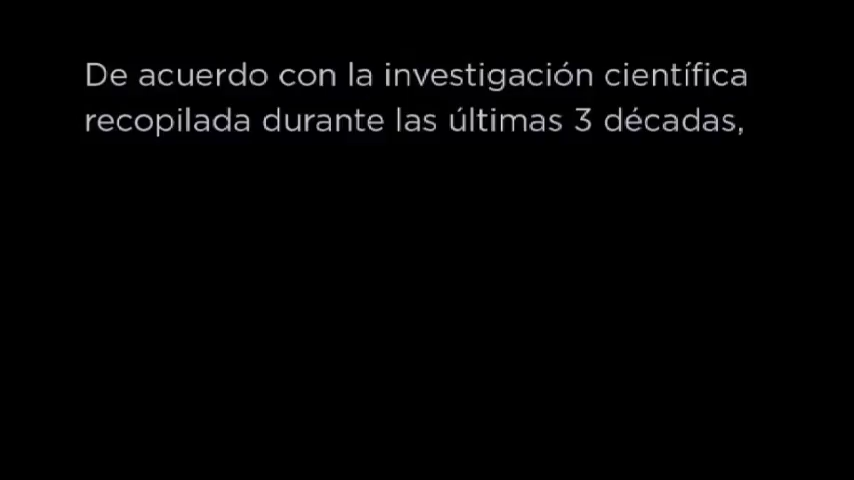 De acuerdo con la investigación científica
recopilada durante las últimas 3 décadas,